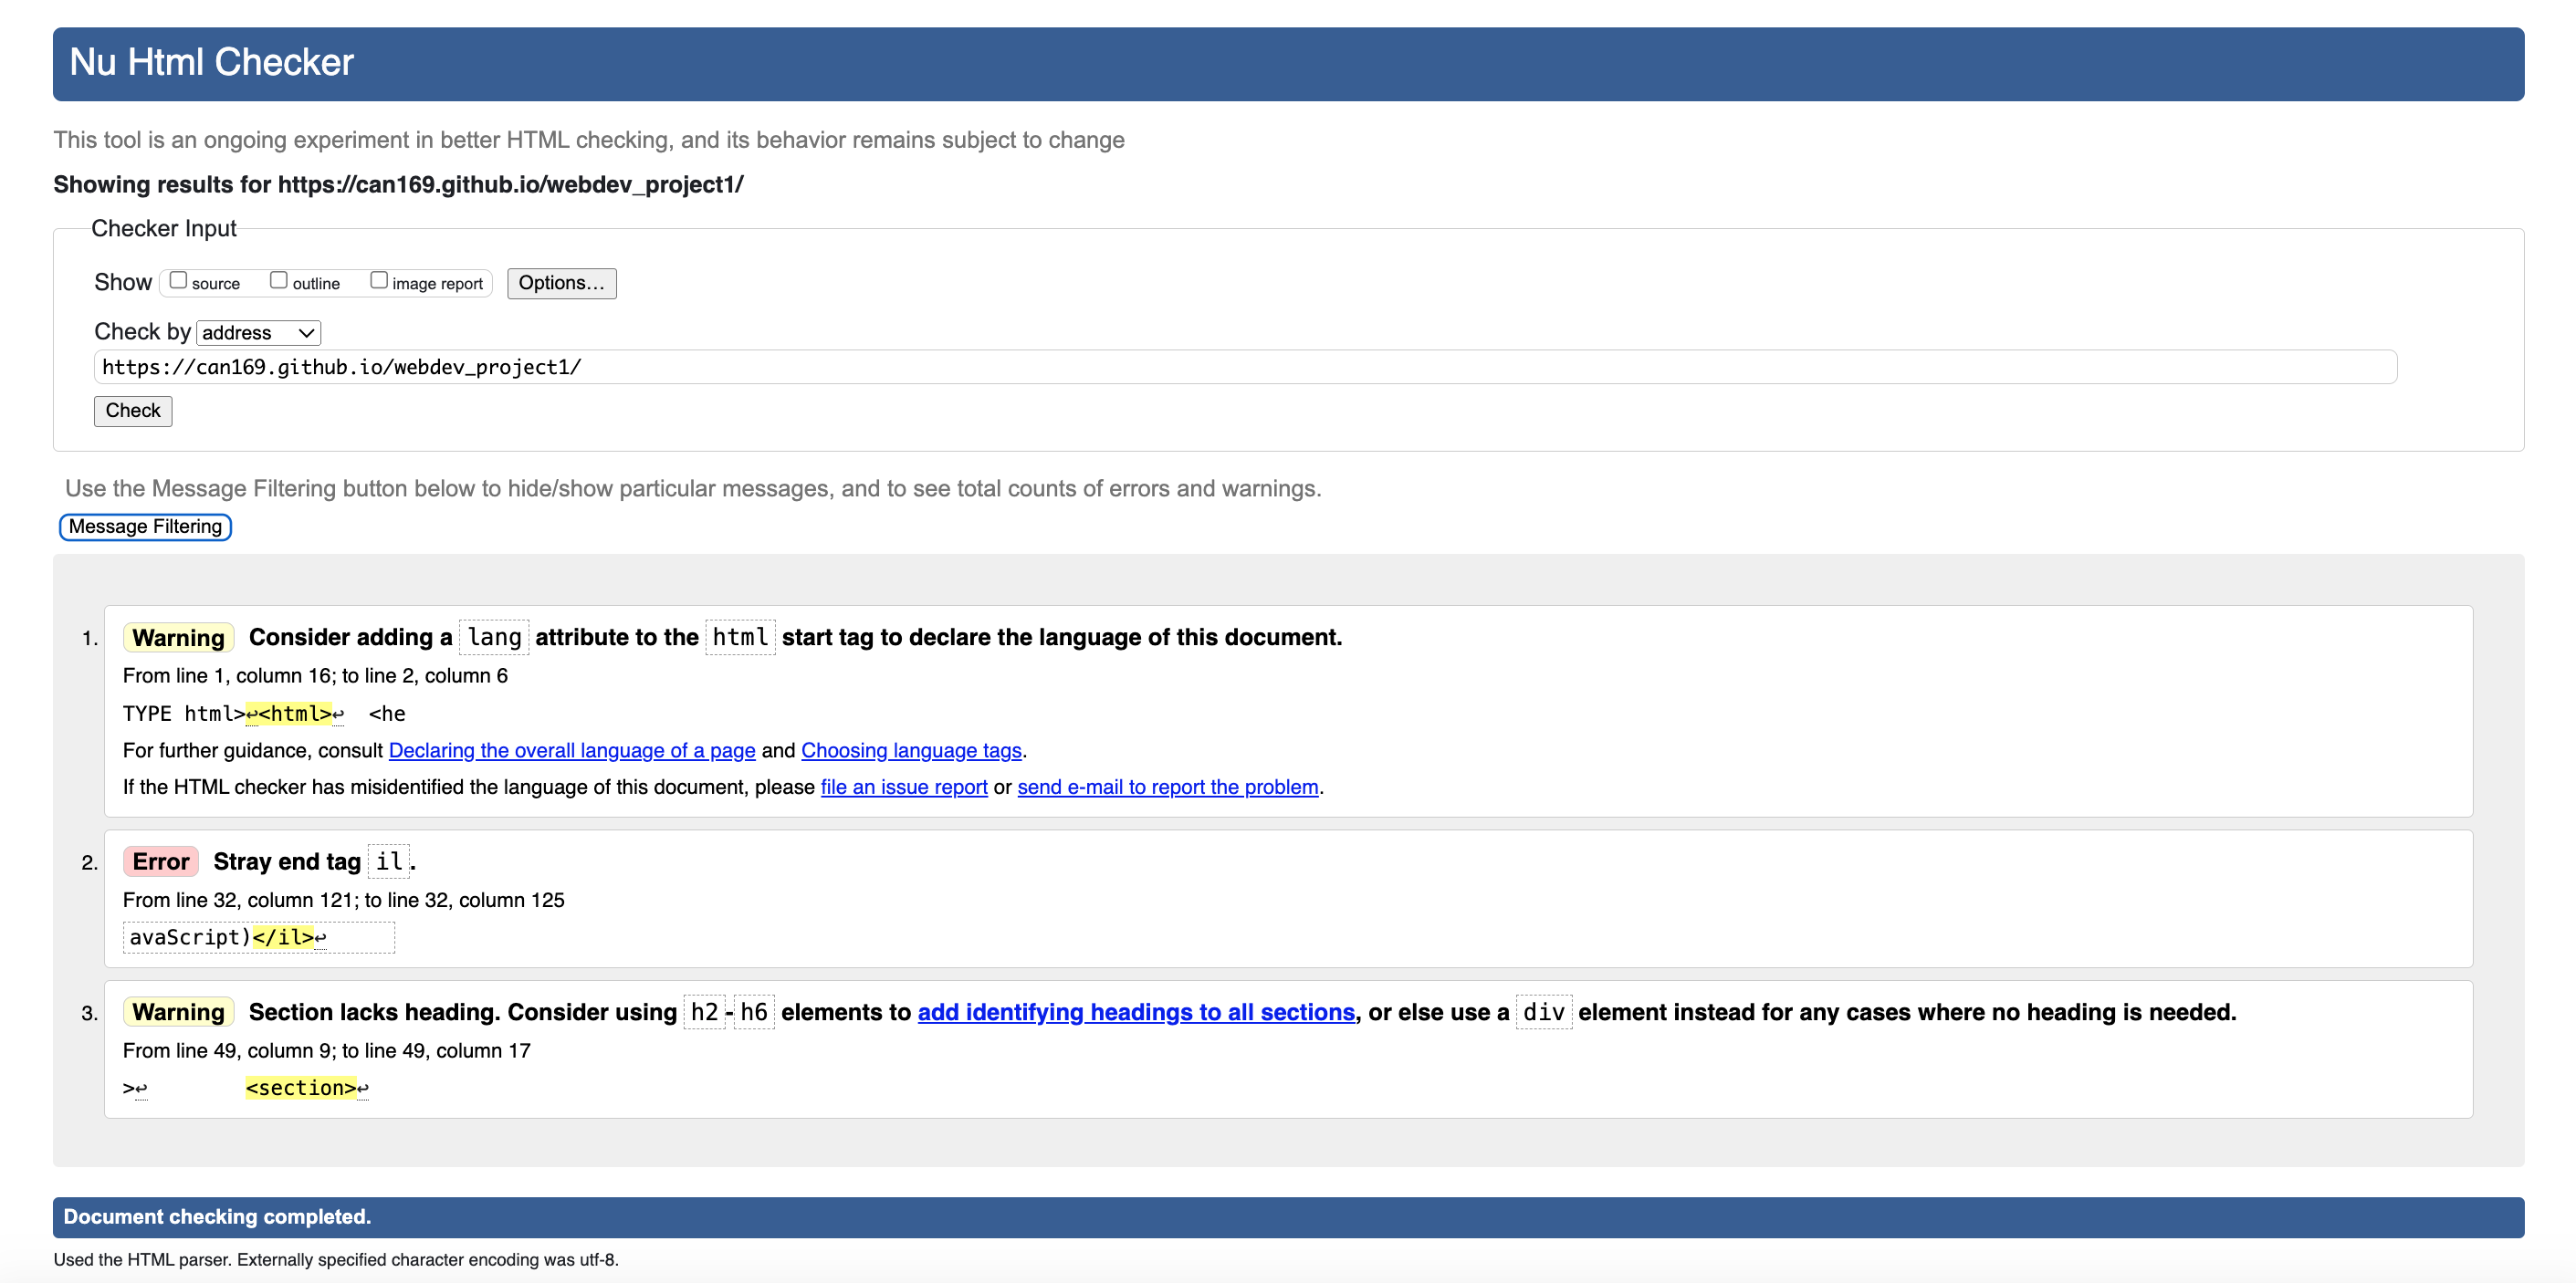 Nu Html Checker
This tool is an ongoing experiment in better HTML checking, and its behavior remains subject to change
Showing results for https://can169.github.io/webdev_project1/
Checker Input
Show source outline image report Options...
Check by address
https://can169.github.io/webdev_project1/
Check
Use the Message Filtering button below to hide/show particular messages, and to see total counts of errors and warnings.
Message Filtering
1. Warning Consider adding a lang attribute to the html start tag to declare the language of this document.
From line 1, column 16; to line 2, column 6
TYPE html>↩<html>↩ <he
For further guidance, consult Declaring the overall language of a page and Choosing language tags.
If the HTML checker has misidentified the language of this document, please file an issue report or send e-mail to report the problem.
2. Error Stray end tag il.
From line 32, column 121; to line 32, column 125
avaScript)</il>↩
3. Warning Section lacks heading. Consider using h2-h6 elements to add identifying headings to all sections, or else use a div element instead for any cases where no heading is needed.
From line 49, column 9; to line 49, column 17
>↩ <section>↩
Document checking completed.
Used the HTML parser. Externally specified character encoding was utf-8.